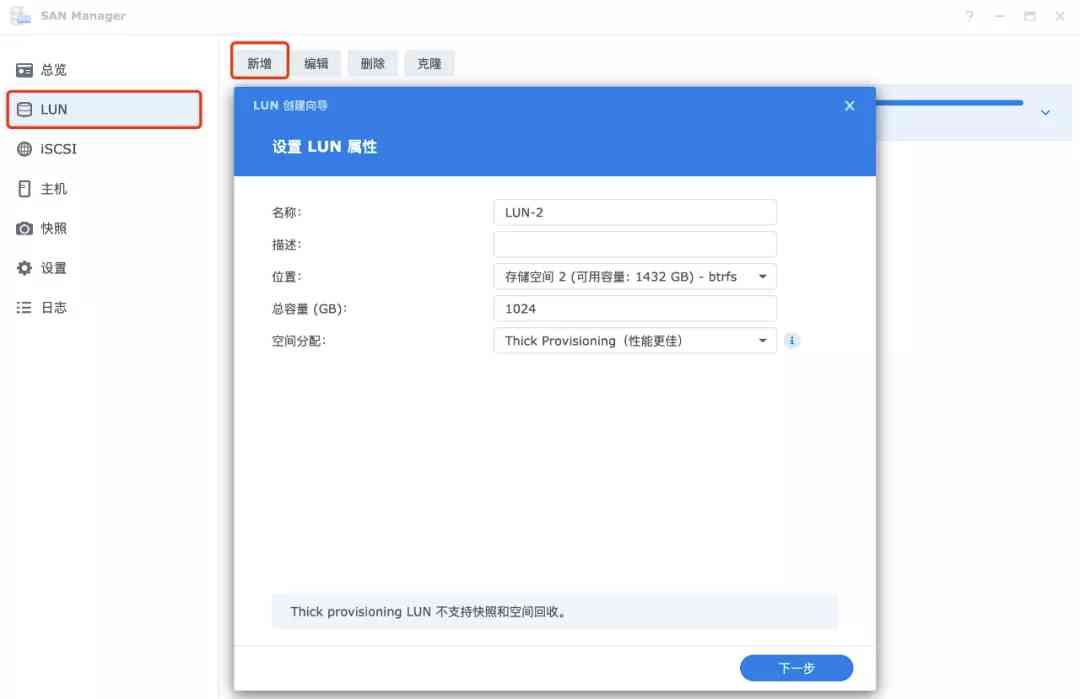 SAN Manager
?
总览
LUN
iSCSI
主机
快照
设置
日志
新增 编辑 删除 克隆
LUN 创建向导
设置 LUN 属性
名称: LUN-2
描述:
位置: 存储空间 2 (可用容量: 1432 GB) - btrfs
总容量 (GB): 1024
空间分配: Thick Provisioning（性能更佳） i
Thick provisioning LUN 不支持快照和空间回收。
下一步